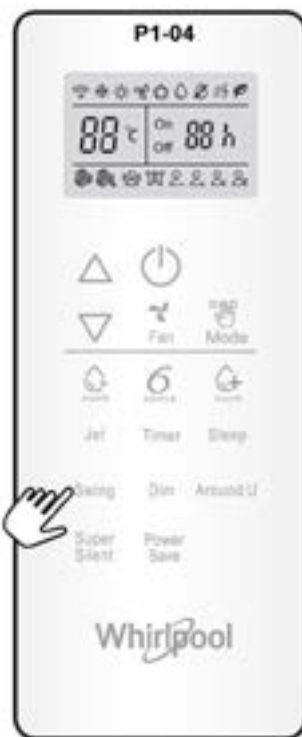 P1-04
88 °C On Off 88 h
Fan Mode
6
Jet Timer Sleep
Swing Dim Around U
Super Silent
Power Save
Whirlpool